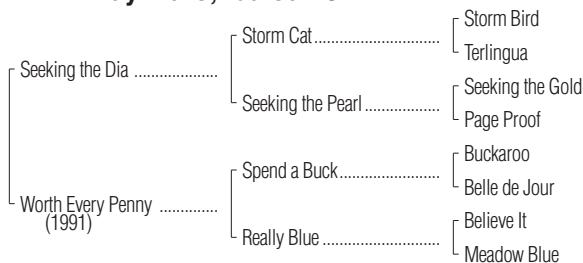 Storm Bird
Storm Cat
Terlingua
Seeking the Dia
Seeking the Gold
Seeking the Pearl
Page Proof
Buckaroo
Spend a Buck
Belle de Jour
Worth Every Penny
(1991)
Believe It
Really Blue
Meadow Blue